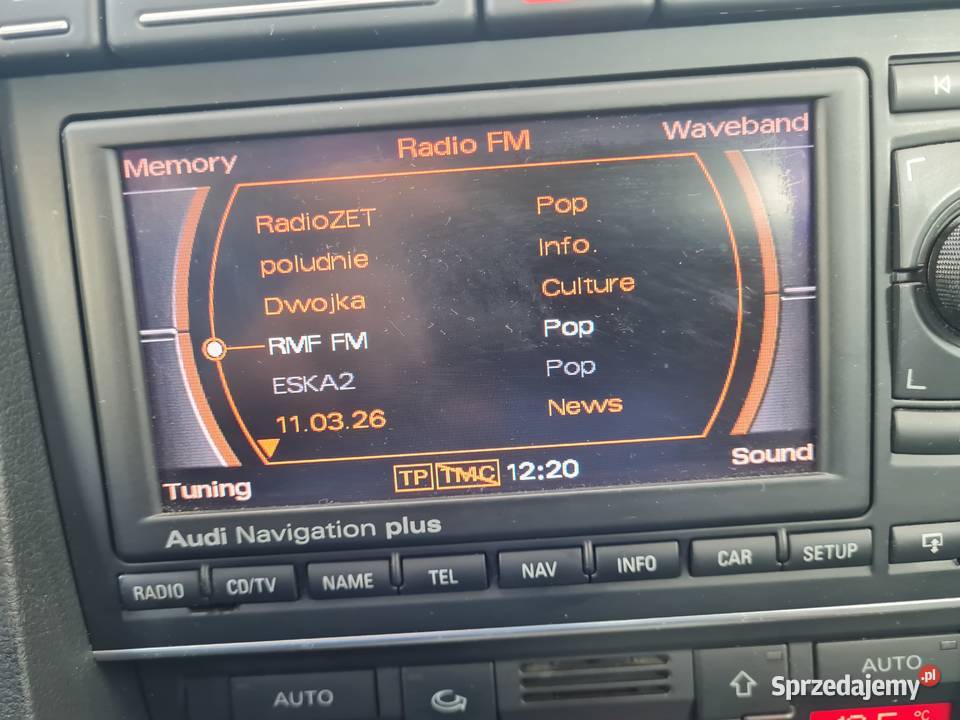 Memory Radio FM Waveband
RadioZET Pop
poludnie Info.
Dwojka Culture
RMF FM Pop
ESKA2 Pop
11.03.26 News
Tuning TP TMC 12:20 Sound
Audi Navigation plus
RADIO CD/TV NAME TEL NAV INFO CAR SETUP
AUTO AUTO
Sprzedajemy.pl
°C